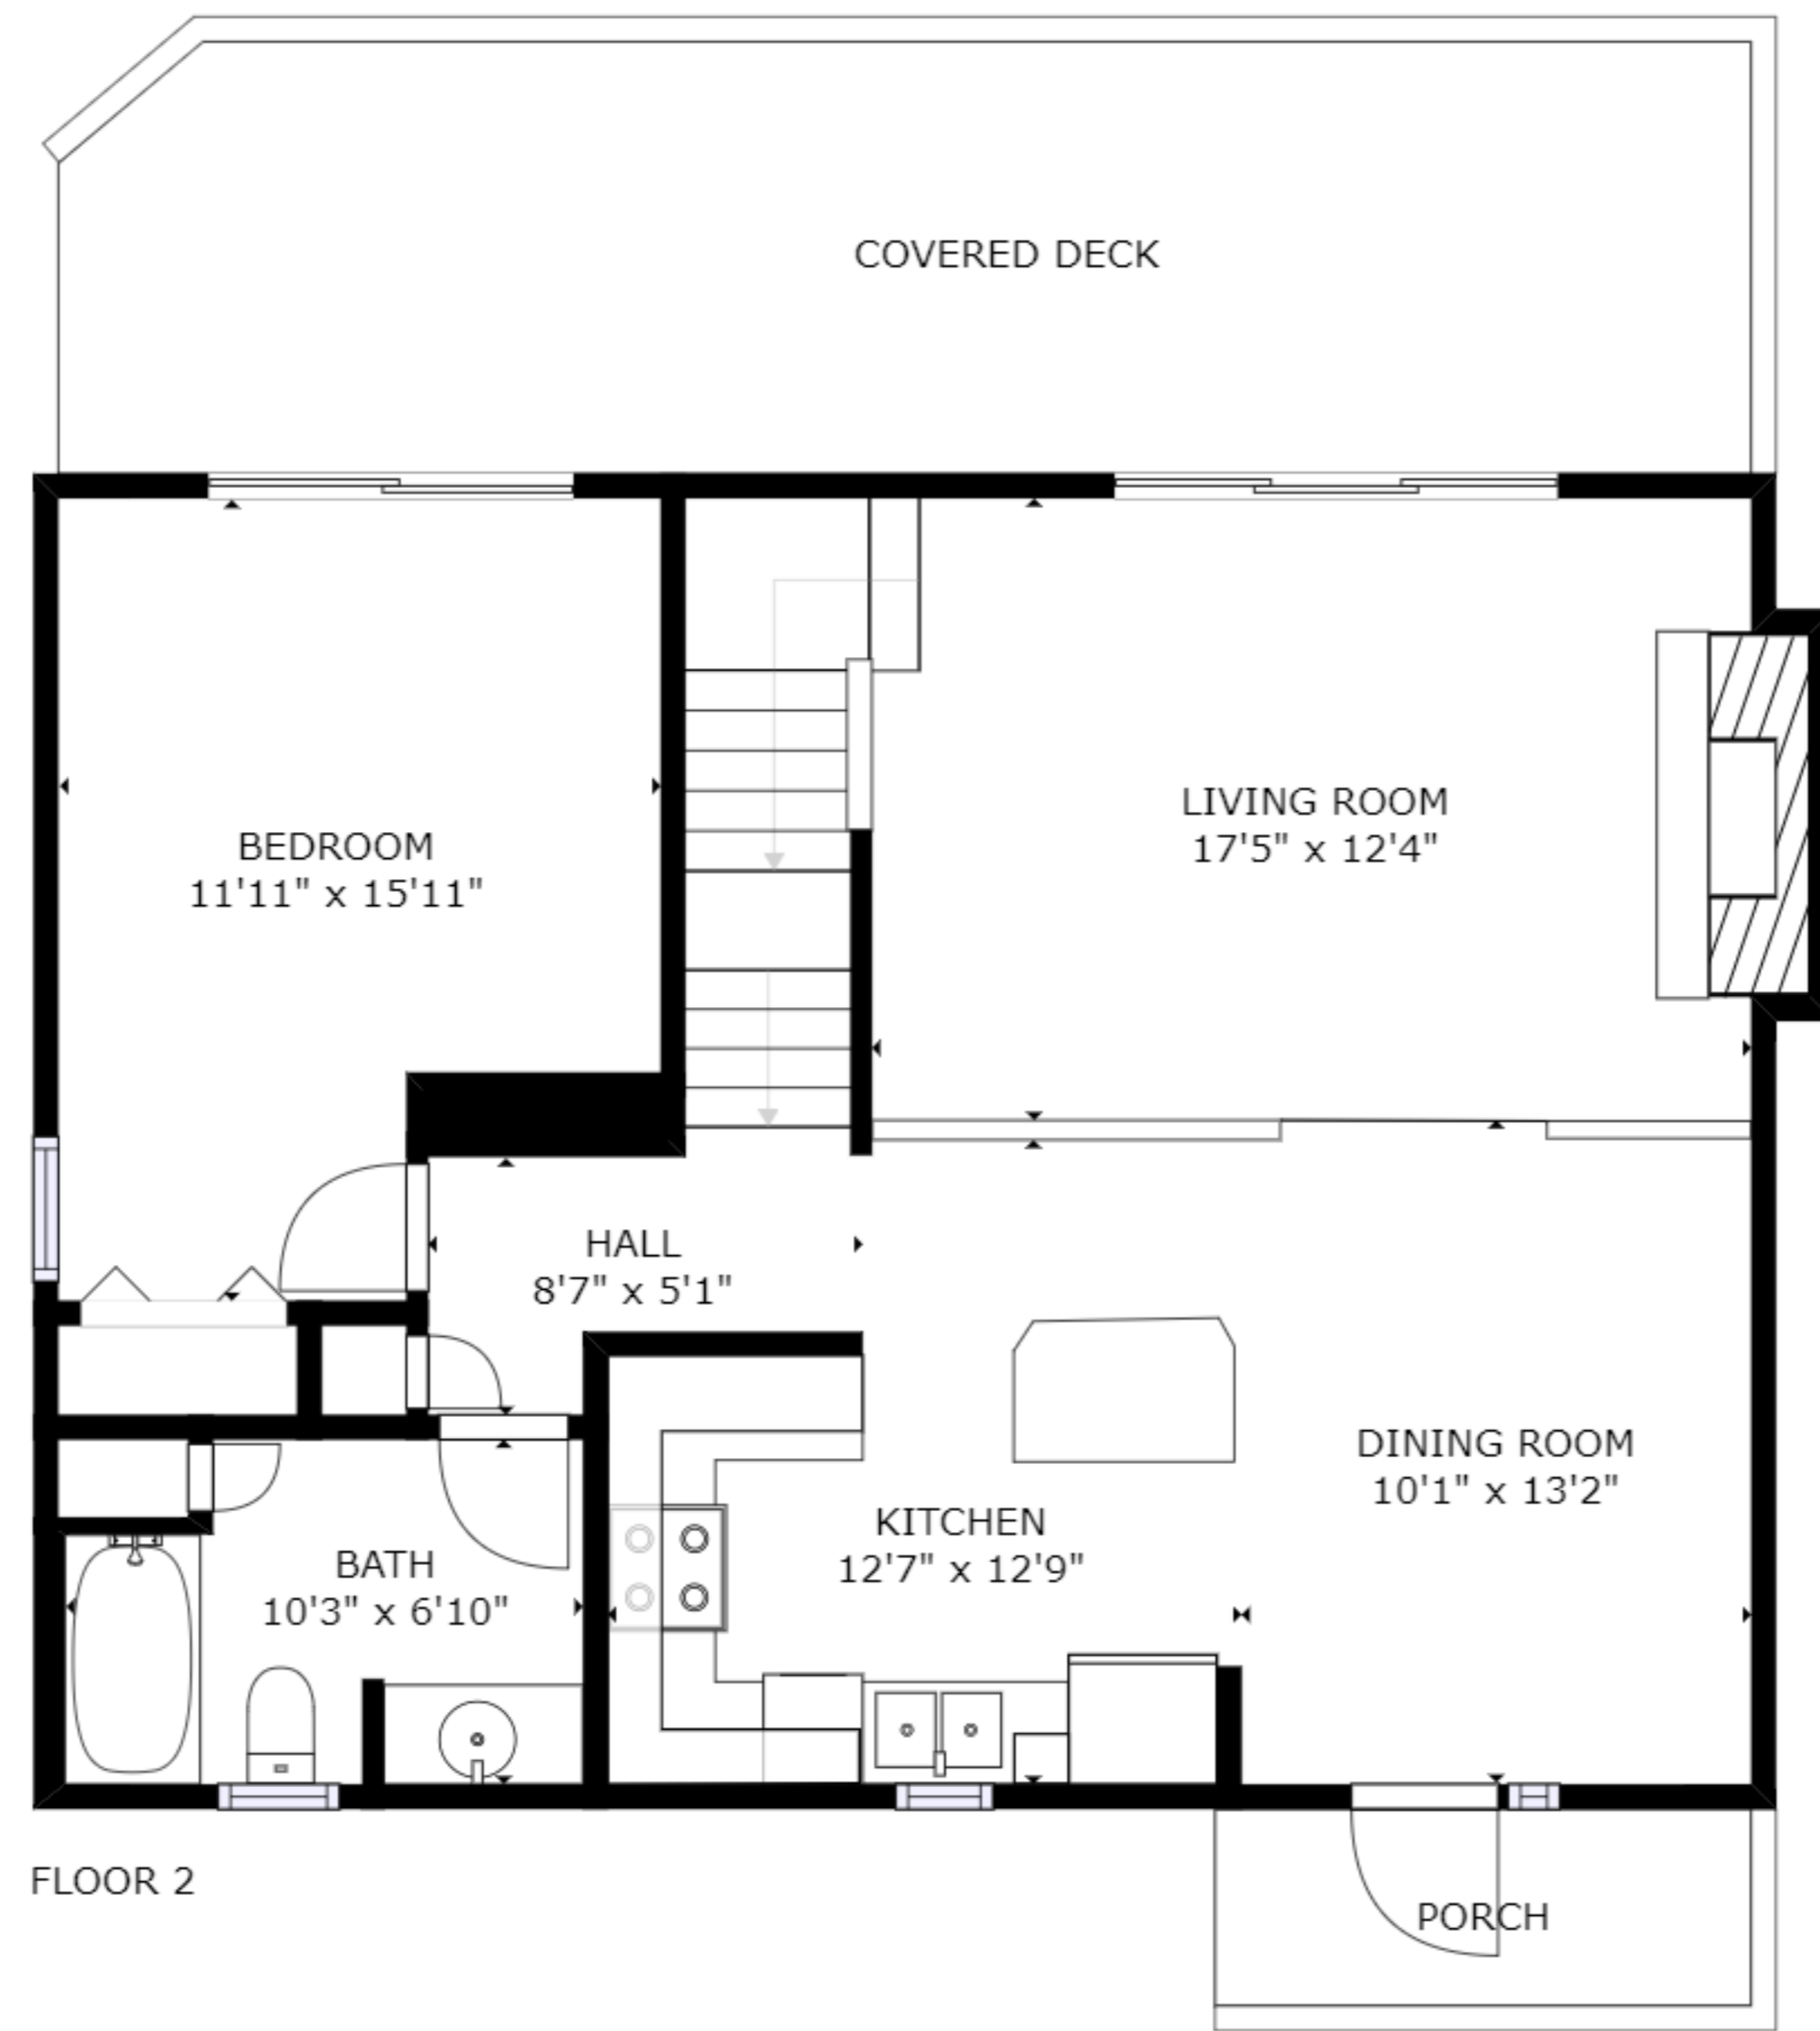 COVERED DECK
BEDROOM
11'11" x 15'11"
LIVING ROOM
17'5" x 12'4"
HALL
8'7" x 5'1"
DINING ROOM
10'1" x 13'2"
KITCHEN
12'7" x 12'9"
BATH
10'3" x 6'10"
FLOOR 2
PORCH